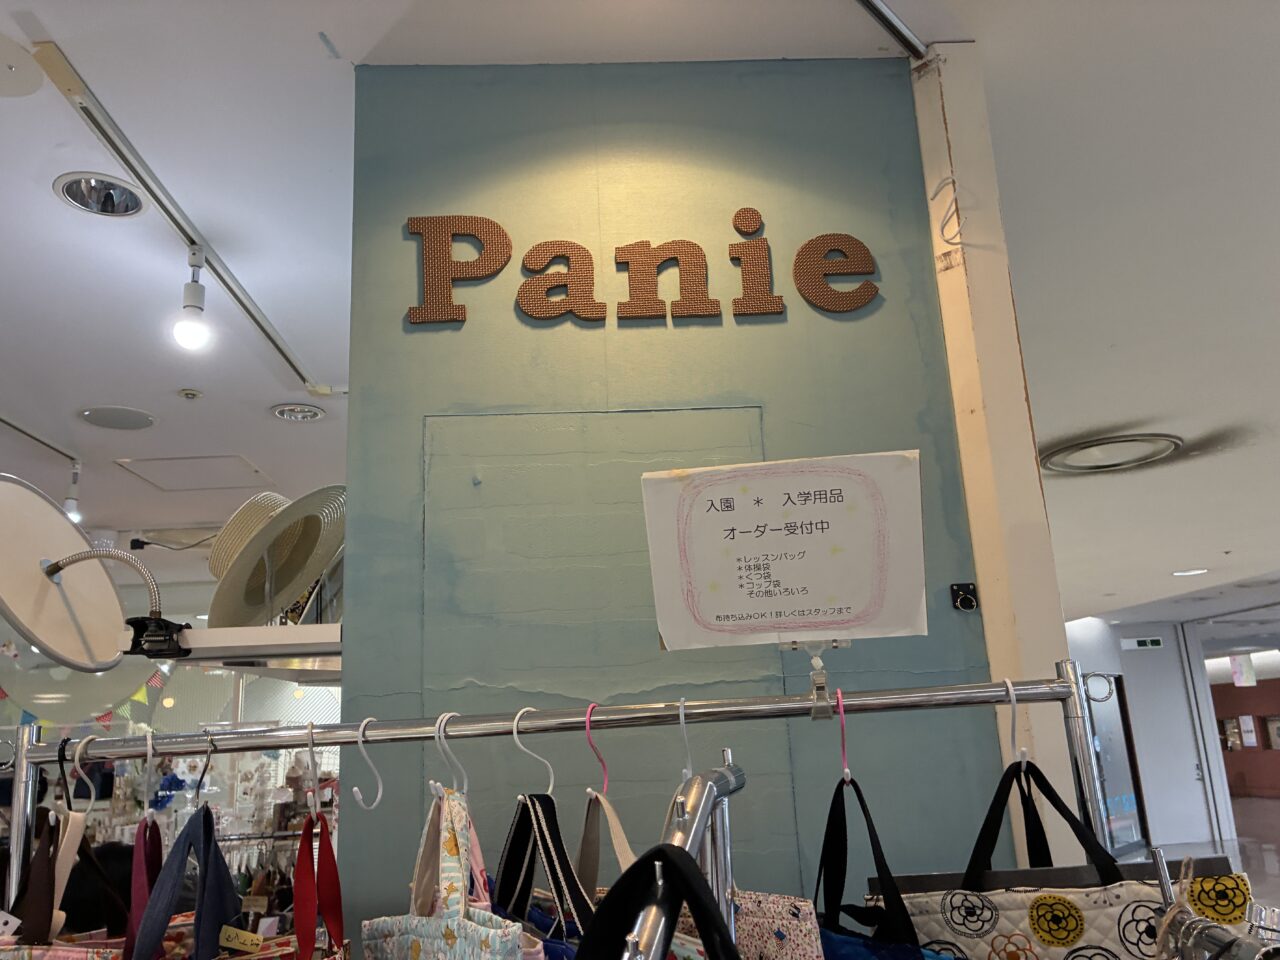 Panie
入園 ＊ 入学用品
オーダー受付中
＊レッスンバッグ
＊体操袋
＊くつ袋
＊コップ袋
その他いろいろ
布持ち込みOK！詳しくはスタッフまで